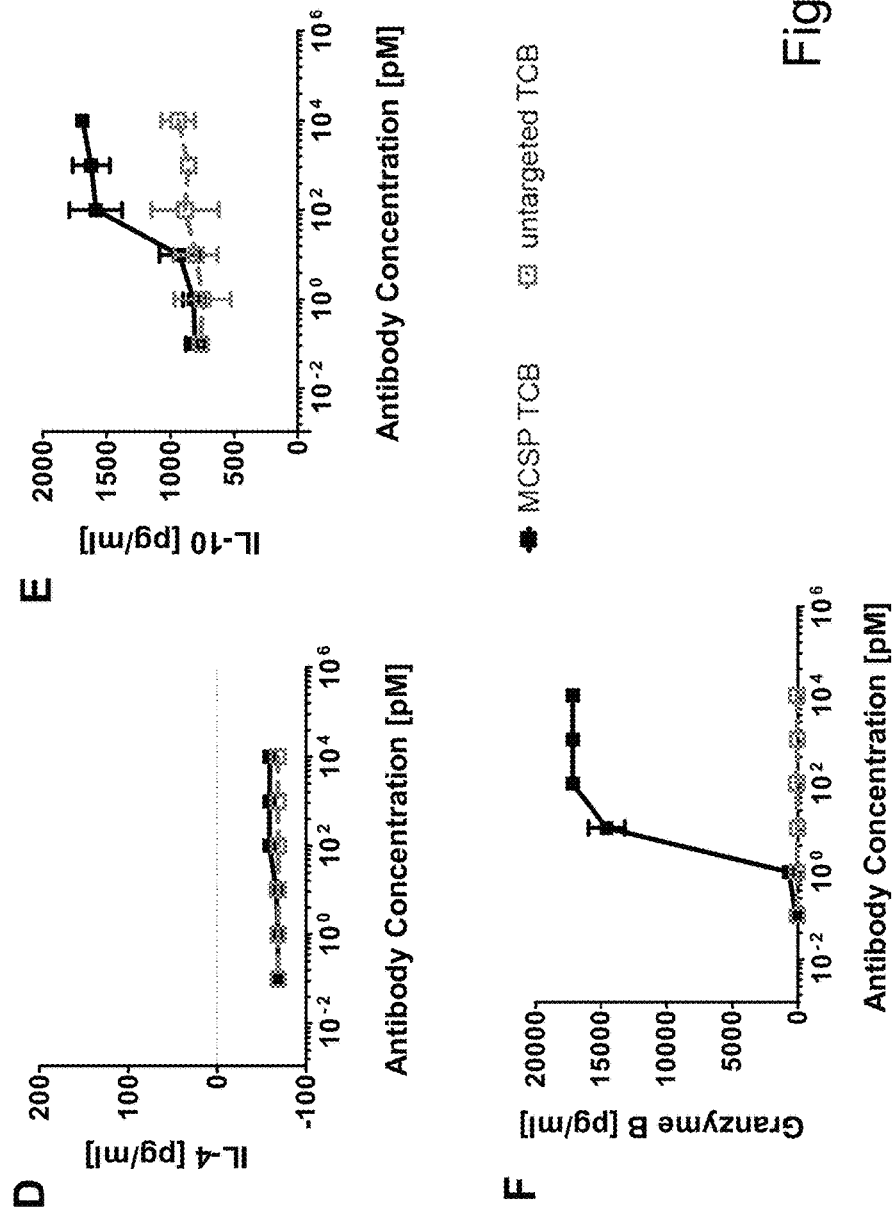 D
IL-4 [pg/ml]
200
100
0
-100
10-2
100
102
104
106
Antibody Concentration [pM]
E
IL-10 [pg/ml]
2000
1500
1000
500
0
10-2
100
102
104
106
Antibody Concentration [pM]
F
Granzyme B [pg/ml]
20000
15000
10000
5000
0
10-2
100
102
104
106
Antibody Concentration [pM]
MCSP TCB
untargeted TCB
Fig